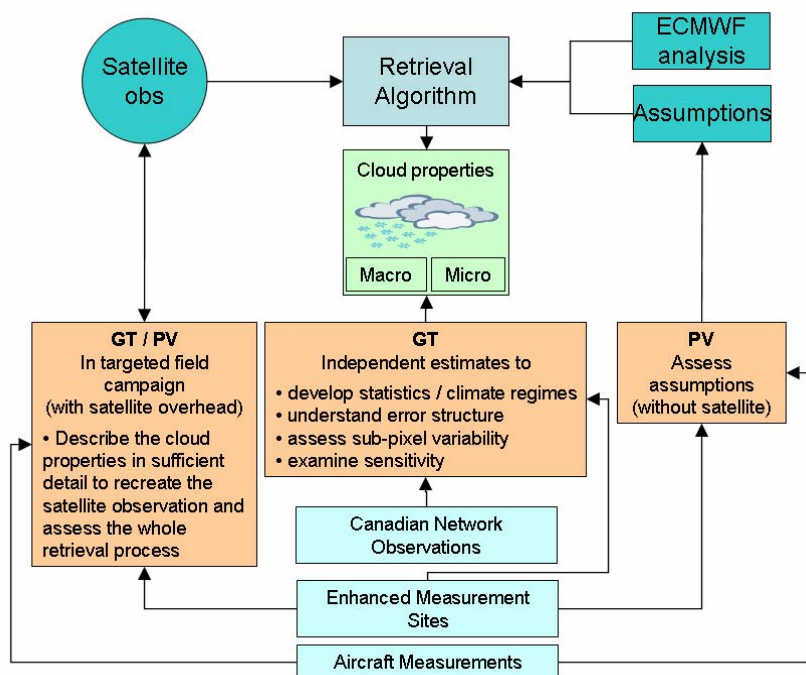 Satellite
obs
Retrieval
Algorithm
ECMWF
analysis
Assumptions
Cloud properties
Macro
Micro
GT / PV
In targeted field
campaign
(with satellite overhead)
• Describe the cloud
properties in sufficient
detail to recreate the
satellite observation and
assess the whole
retrieval process
GT
Independent estimates to
• develop statistics / climate regimes
• understand error structure
• assess sub-pixel variability
• examine sensitivity
PV
Assess
assumptions
(without satellite)
Canadian Network
Observations
Enhanced Measurement
Sites
Aircraft Measurements